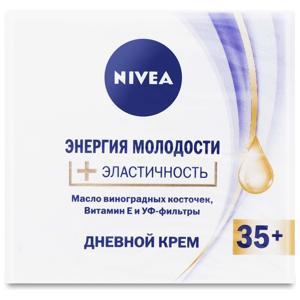 NIVEA
ЭНЕРГИЯ МОЛОДОСТИ
+ ЭЛАСТИЧНОСТЬ
Масло виноградных косточек,
Витамин Е и УФ-фильтры
ДНЕВНОЙ КРЕМ
35+